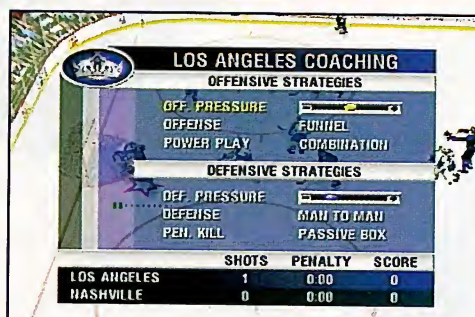 LOS ANGELES COACHING
OFFENSIVE STRATEGIES
OFF. PRESSURE
OFFENSE FUNNEL
POWER PLAY COMBINATION
DEFENSIVE STRATEGIES
DEF. PRESSURE
DEFENSE MAN TO MAN
PEN. KILL PASSIVE BOX
SHOTS PENALTY SCORE
LOS ANGELES 1 0:00 0
NASHVILLE 0 0:00 0